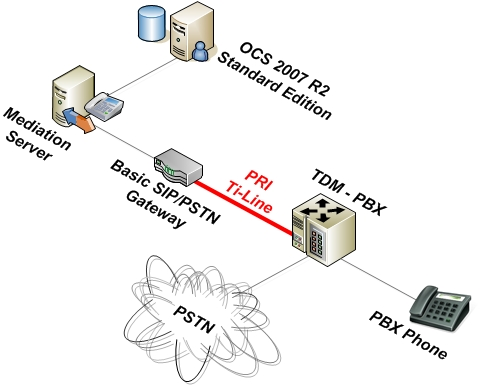 OCS 2007 R2
Standard Edition
Mediation
Server
Basic SIP/PSTN
Gateway
PRI
Ti-Line
TDM - PBX
PSTN
PBX Phone